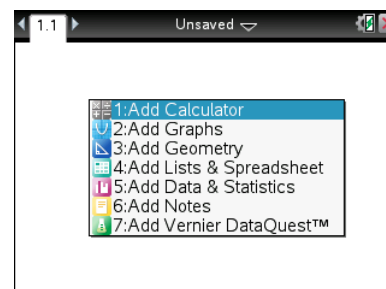 1.1 Unsaved
1:Add Calculator
2:Add Graphs
3:Add Geometry
4:Add Lists & Spreadsheet
5:Add Data & Statistics
6:Add Notes
7:Add Vernier DataQuest™